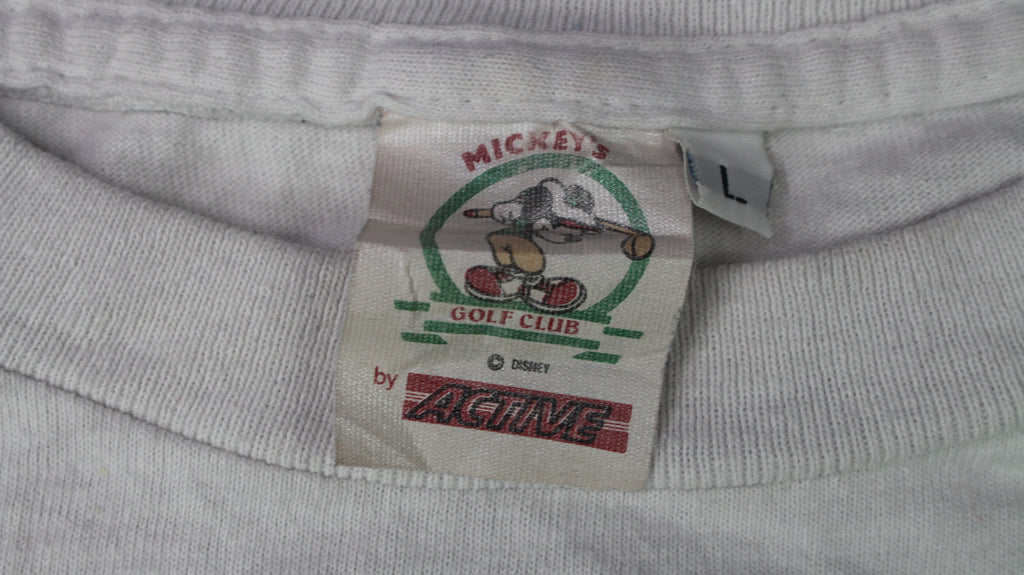 MICKEY'S
L
GOLF CLUB
© DISNEY
by ACTIVE